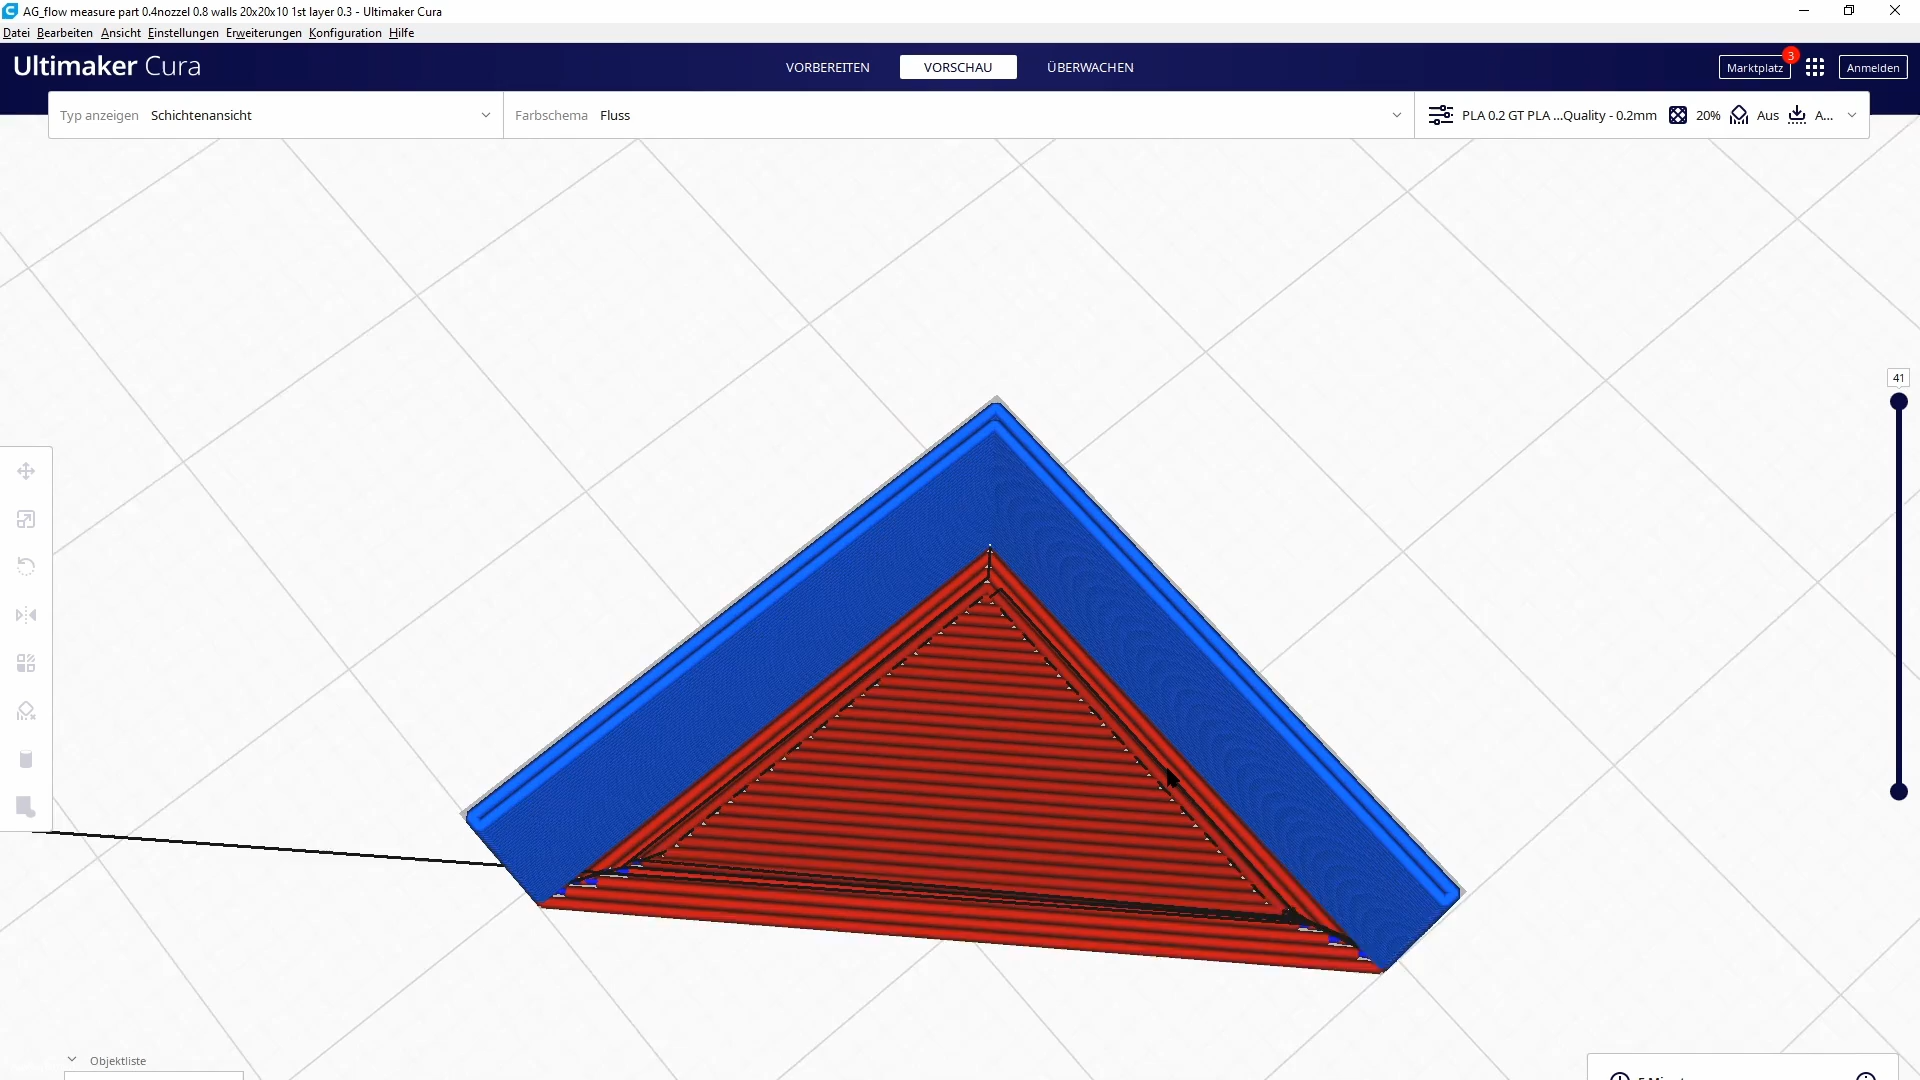 AG_flow measure part 0.4nozzel 0.8 walls 20x20x10 1st layer 0.3 - Ultimaker Cura
Datei Bearbeiten Ansicht Einstellungen Erweiterungen Konfiguration Hilfe
Ultimaker Cura
VORBEREITEN VORSCHAU ÜBERWACHEN
Marktplatz 3 Anmelden
Typ anzeigen Schichtenansicht Farbschema Fluss PLA 0.2 GT PLA ...Quality - 0.2mm 20% Aus A...
41
Objektliste